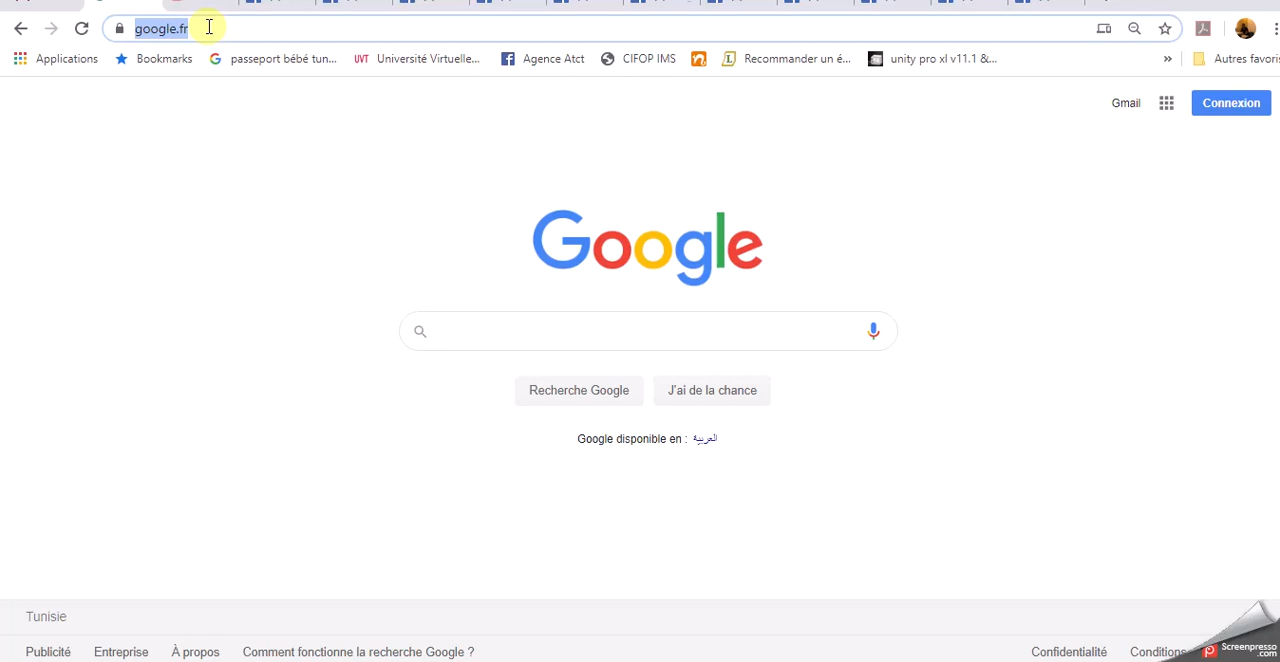 google.fr
Applications Bookmarks passeport bébé tun... UVT Université Virtuelle... Agence Atct CIFOP IMS Recommander un é... unity pro xl v11.1 &... » Autres favoris
Gmail Connexion
Google
Recherche Google J'ai de la chance
Google disponible en : العربية
Tunisie
Publicité Entreprise À propos Comment fonctionne la recherche Google ? Confidentialité Conditions
Screenpresso
.com